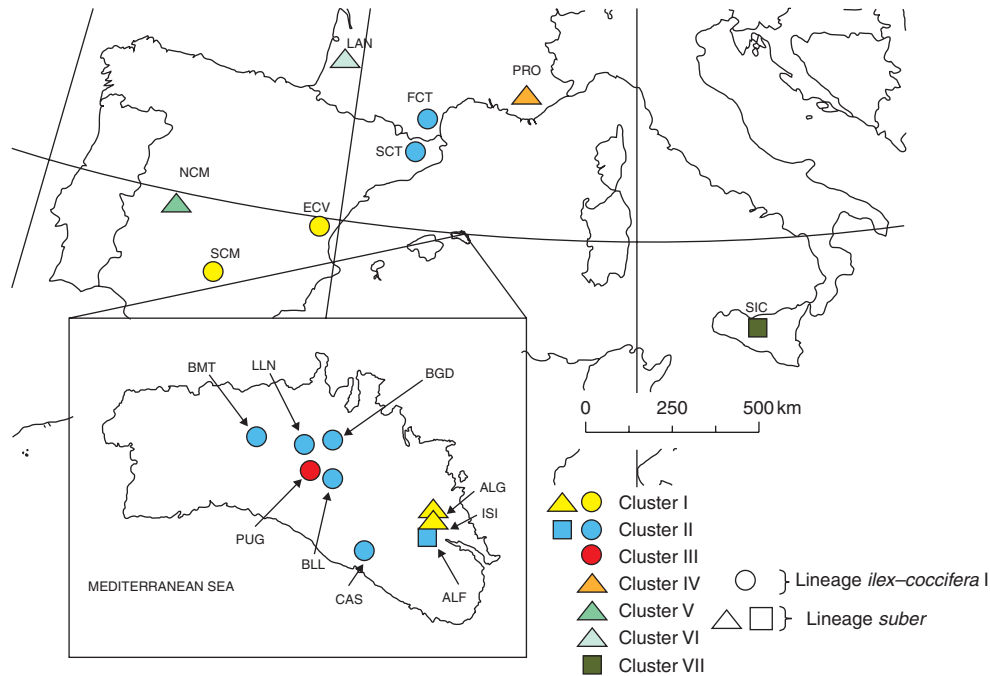 LAN
PRO
FCT
SCT
NCM
ECV
SCM
SIC
0 250 500 km
BMT
LLN
BGD
ALG
ISI
PUG
BLL
CAS
ALF
MEDITERRANEAN SEA
Cluster I
Cluster II
Cluster III
Cluster IV
Cluster V
Cluster VI
Cluster VII
Lineage ilex–coccifera I
Lineage suber